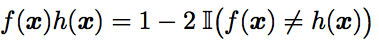 f(𝒙)h(𝒙) = 1 − 2 𝕀(f(𝒙) ≠ h(𝒙))